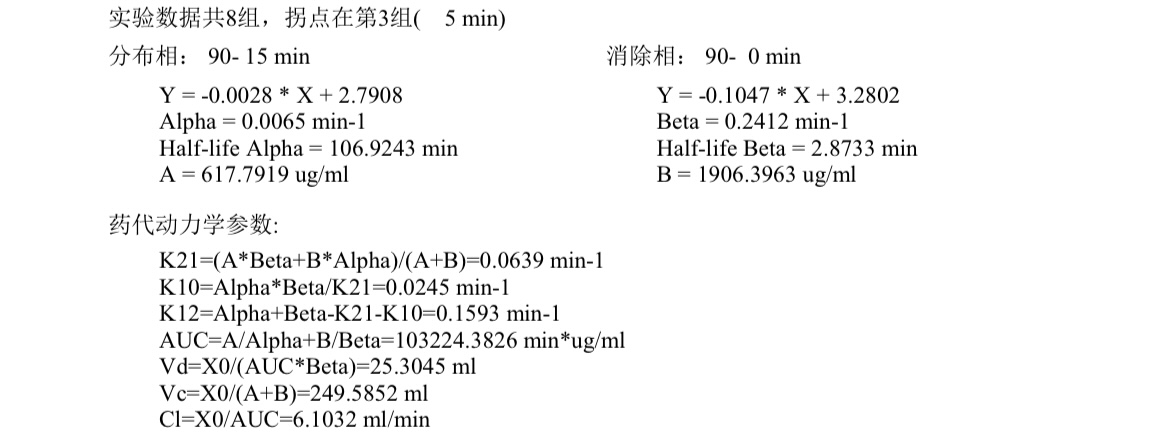 实验数据共8组，拐点在第3组( 5 min)
分布相： 90- 15 min
消除相： 90- 0 min
Y = -0.0028 * X + 2.7908
Y = -0.1047 * X + 3.2802
Alpha = 0.0065 min-1
Beta = 0.2412 min-1
Half-life Alpha = 106.9243 min
Half-life Beta = 2.8733 min
A = 617.7919 ug/ml
B = 1906.3963 ug/ml
药代动力学参数:
K21=(A*Beta+B*Alpha)/(A+B)=0.0639 min-1
K10=Alpha*Beta/K21=0.0245 min-1
K12=Alpha+Beta-K21-K10=0.1593 min-1
AUC=A/Alpha+B/Beta=103224.3826 min*ug/ml
Vd=X0/(AUC*Beta)=25.3045 ml
Vc=X0/(A+B)=249.5852 ml
Cl=X0/AUC=6.1032 ml/min